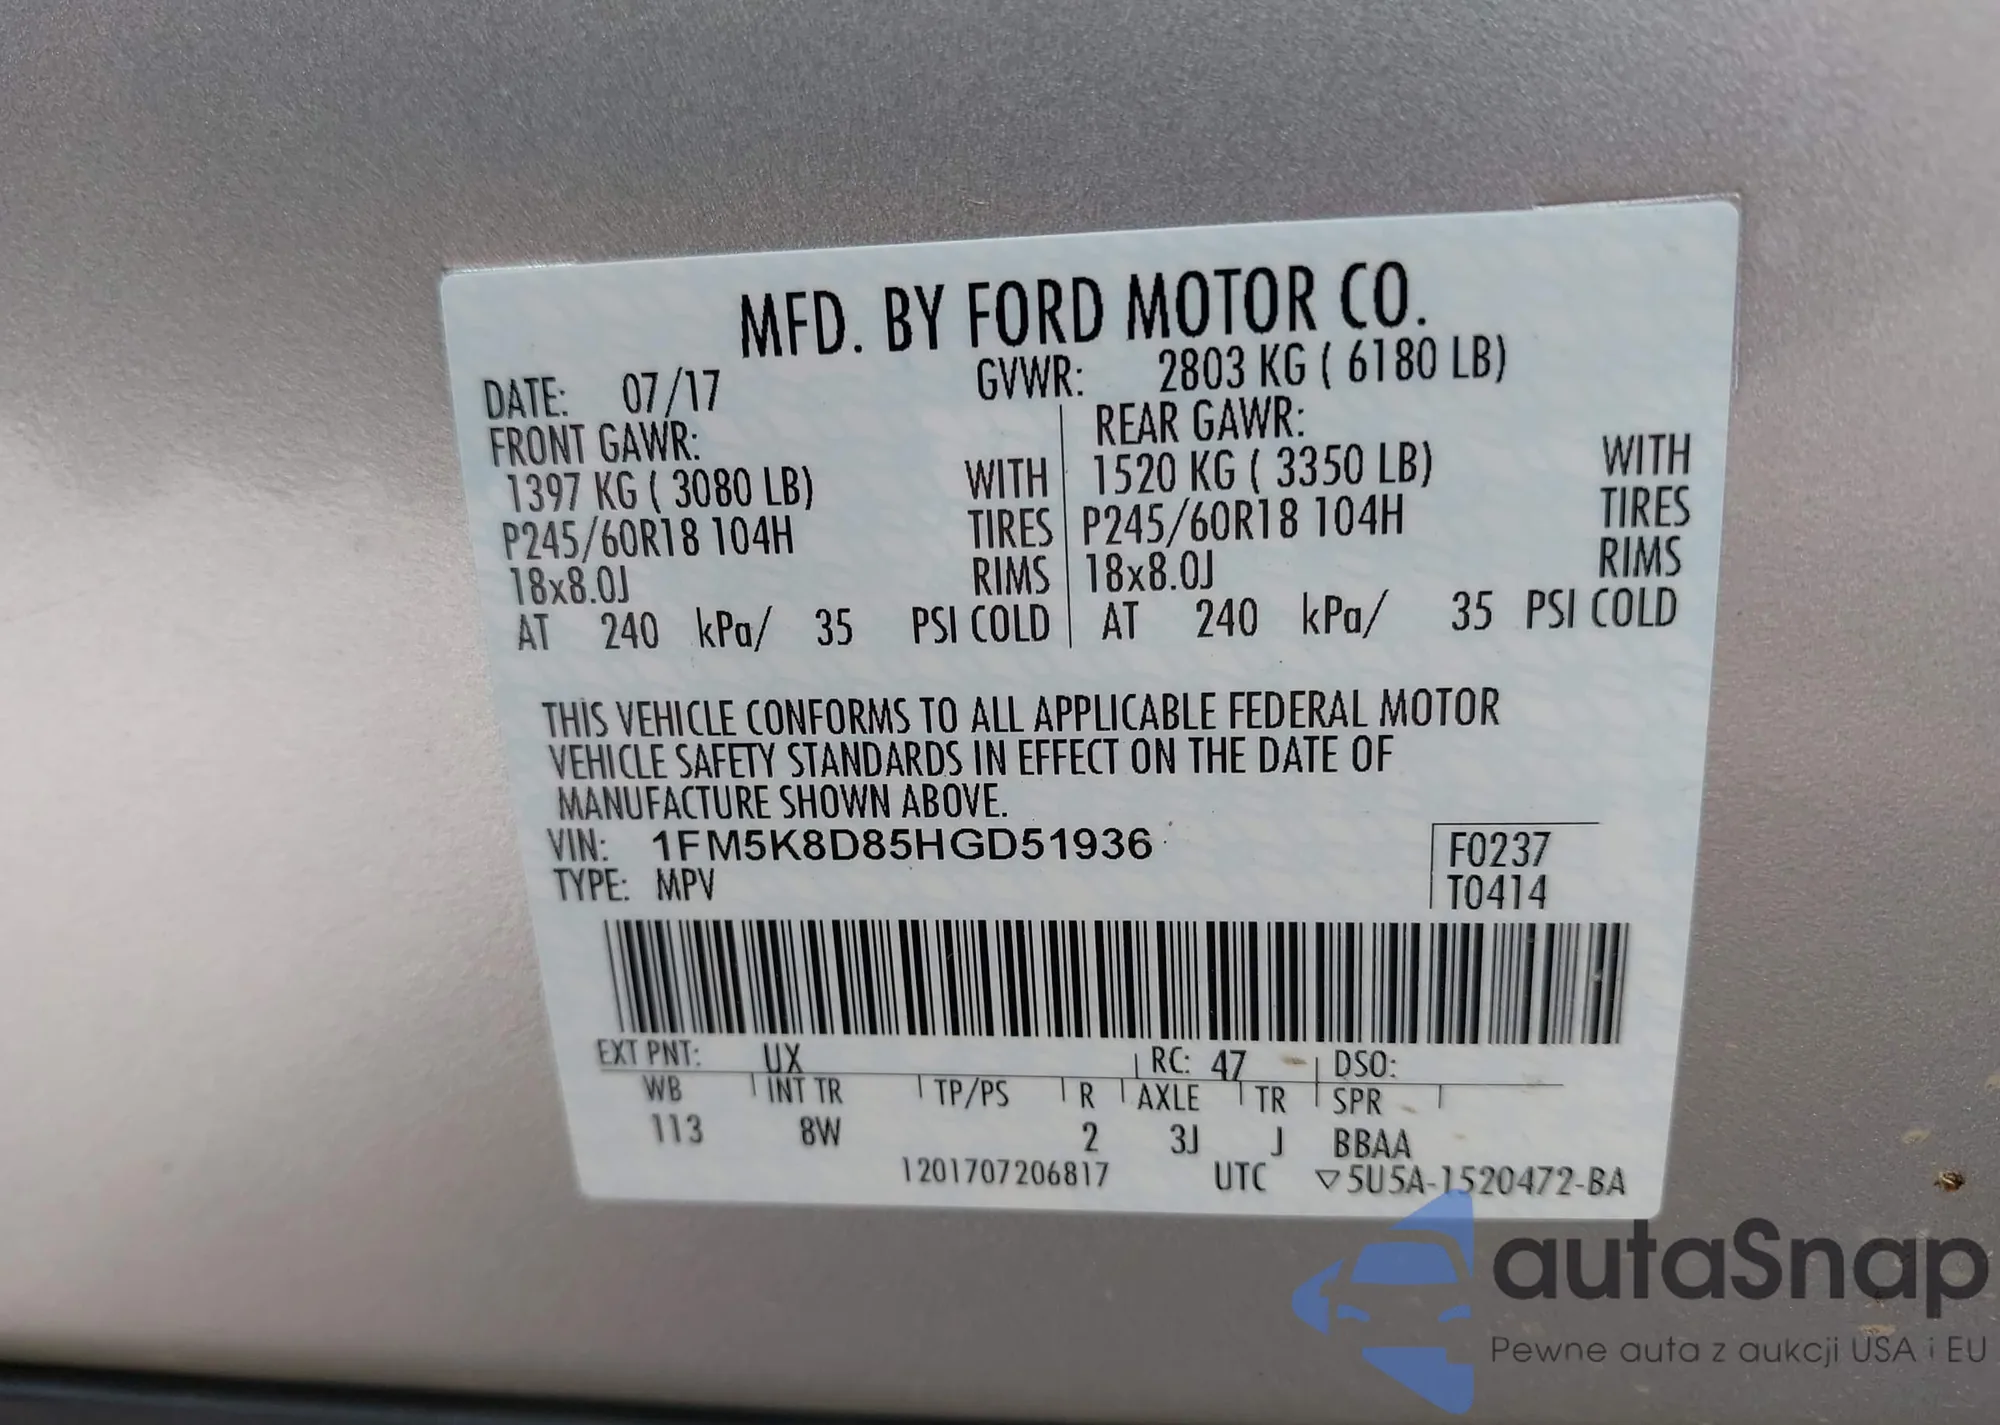 MFD. BY FORD MOTOR CO.
DATE: 07/17 GVWR: 2803 KG ( 6180 LB)
FRONT GAWR: REAR GAWR:
1397 KG ( 3080 LB) WITH 1520 KG ( 3350 LB) WITH
P245/60R18 104H TIRES P245/60R18 104H TIRES
18x8.0J RIMS 18x8.0J RIMS
AT 240 kPa/ 35 PSI COLD AT 240 kPa/ 35 PSI COLD
THIS VEHICLE CONFORMS TO ALL APPLICABLE FEDERAL MOTOR
VEHICLE SAFETY STANDARDS IN EFFECT ON THE DATE OF
MANUFACTURE SHOWN ABOVE.
VIN: 1FM5K8D85HGD51936 F0237
TYPE: MPV T0414
EXT PNT: UX RC: 47 DSO:
WB INT TR TP/PS R AXLE TR SPR
113 8W 2 3J J BBAA
1201707206817 UTC ▽5U5A-1520472-BA
autaSnap
Pewne auta z aukcji USA i EU